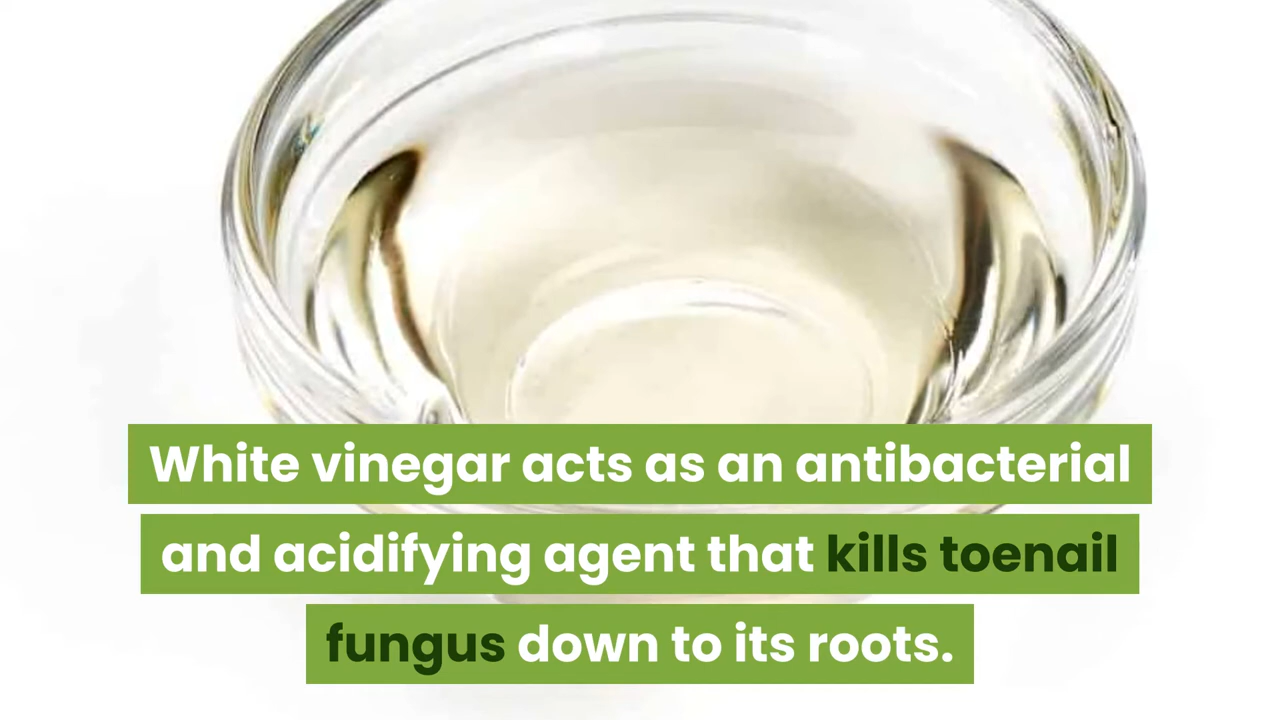 White vinegar acts as an antibacterial
and acidifying agent that kills toenail
fungus down to its roots.